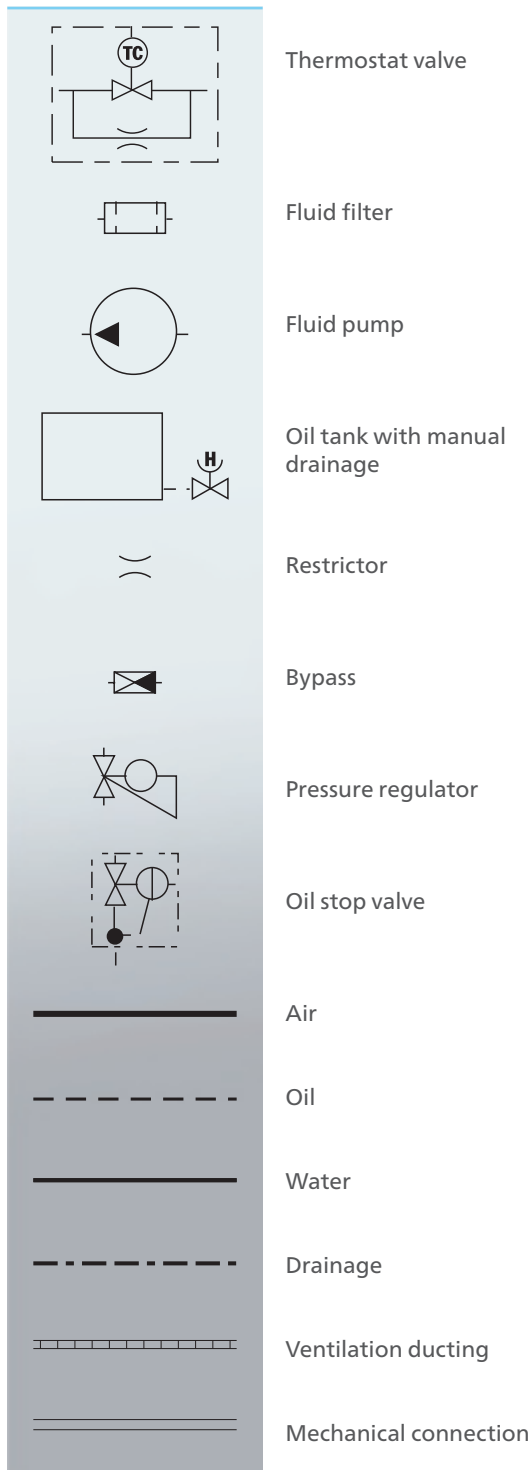 TC
Thermostat valve
Fluid filter
Fluid pump
Oil tank with manual
drainage
H
Restrictor
Bypass
Pressure regulator
Oil stop valve
Air
Oil
Water
Drainage
Ventilation ducting
Mechanical connection